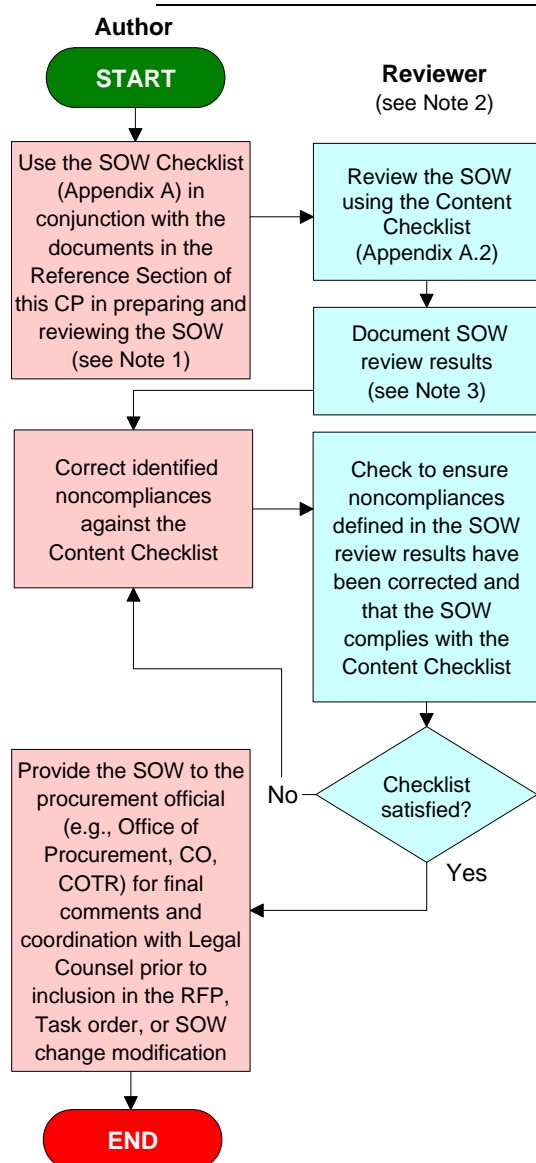 Author
START
Reviewer
(see Note 2)
Use the SOW Checklist
(Appendix A) in
conjunction with the
documents in the
Reference Section of
this CP in preparing and
reviewing the SOW
(see Note 1)
Review the SOW
using the Content
Checklist
(Appendix A.2)
Document SOW
review results
(see Note 3)
Correct identified
noncompliances
against the
Content Checklist
Check to ensure
noncompliances
defined in the SOW
review results have
been corrected and
that the SOW
complies with the
Content Checklist
Checklist
satisfied?
No
Yes
Provide the SOW to the
procurement official
(e.g., Office of
Procurement, CO,
COTR) for final
comments and
coordination with Legal
Counsel prior to
inclusion in the RFP,
Task order, or SOW
change modification
END